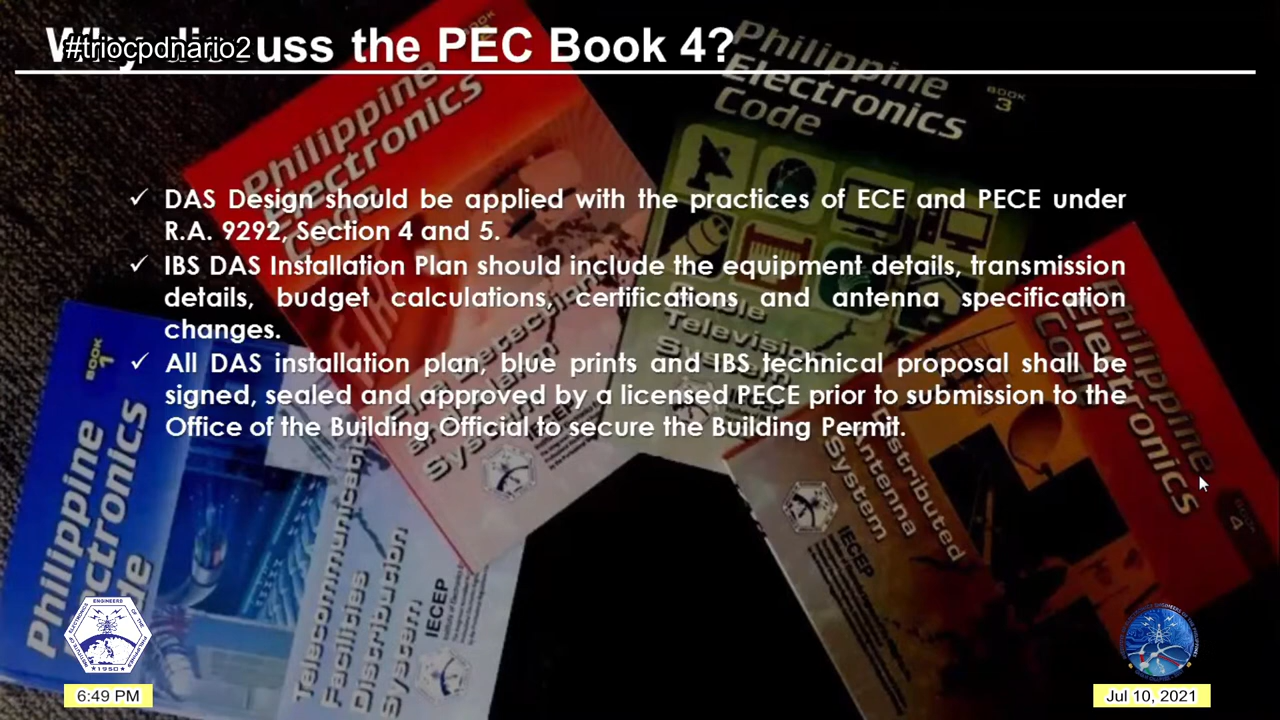 Why discuss the PEC Book 4?
#triocpdnario2
Philippine
Electronics
Code
BOOK
3
DAS Design should be applied with the practices of ECE and PECE under
R.A. 9292, Section 4 and 5.
IBS DAS Installation Plan should include the equipment details, transmission
details, budget calculations, certifications and antenna specification
changes.
All DAS installation plan, blue prints and IBS technical proposal shall be
signed, sealed and approved by a licensed PECE prior to submission to the
Office of the Building Official to secure the Building Permit.
Philippine
Electronics
Television
System
BOOK
1
Philippine
Electronics
Code
Telecommunications
Facilities
Distribution
System
IECEP
IECEP
Distributed
Antenna
System
IECEP
Philippine
Electronics
4
1950
6:49 PM
Jul 10, 2021